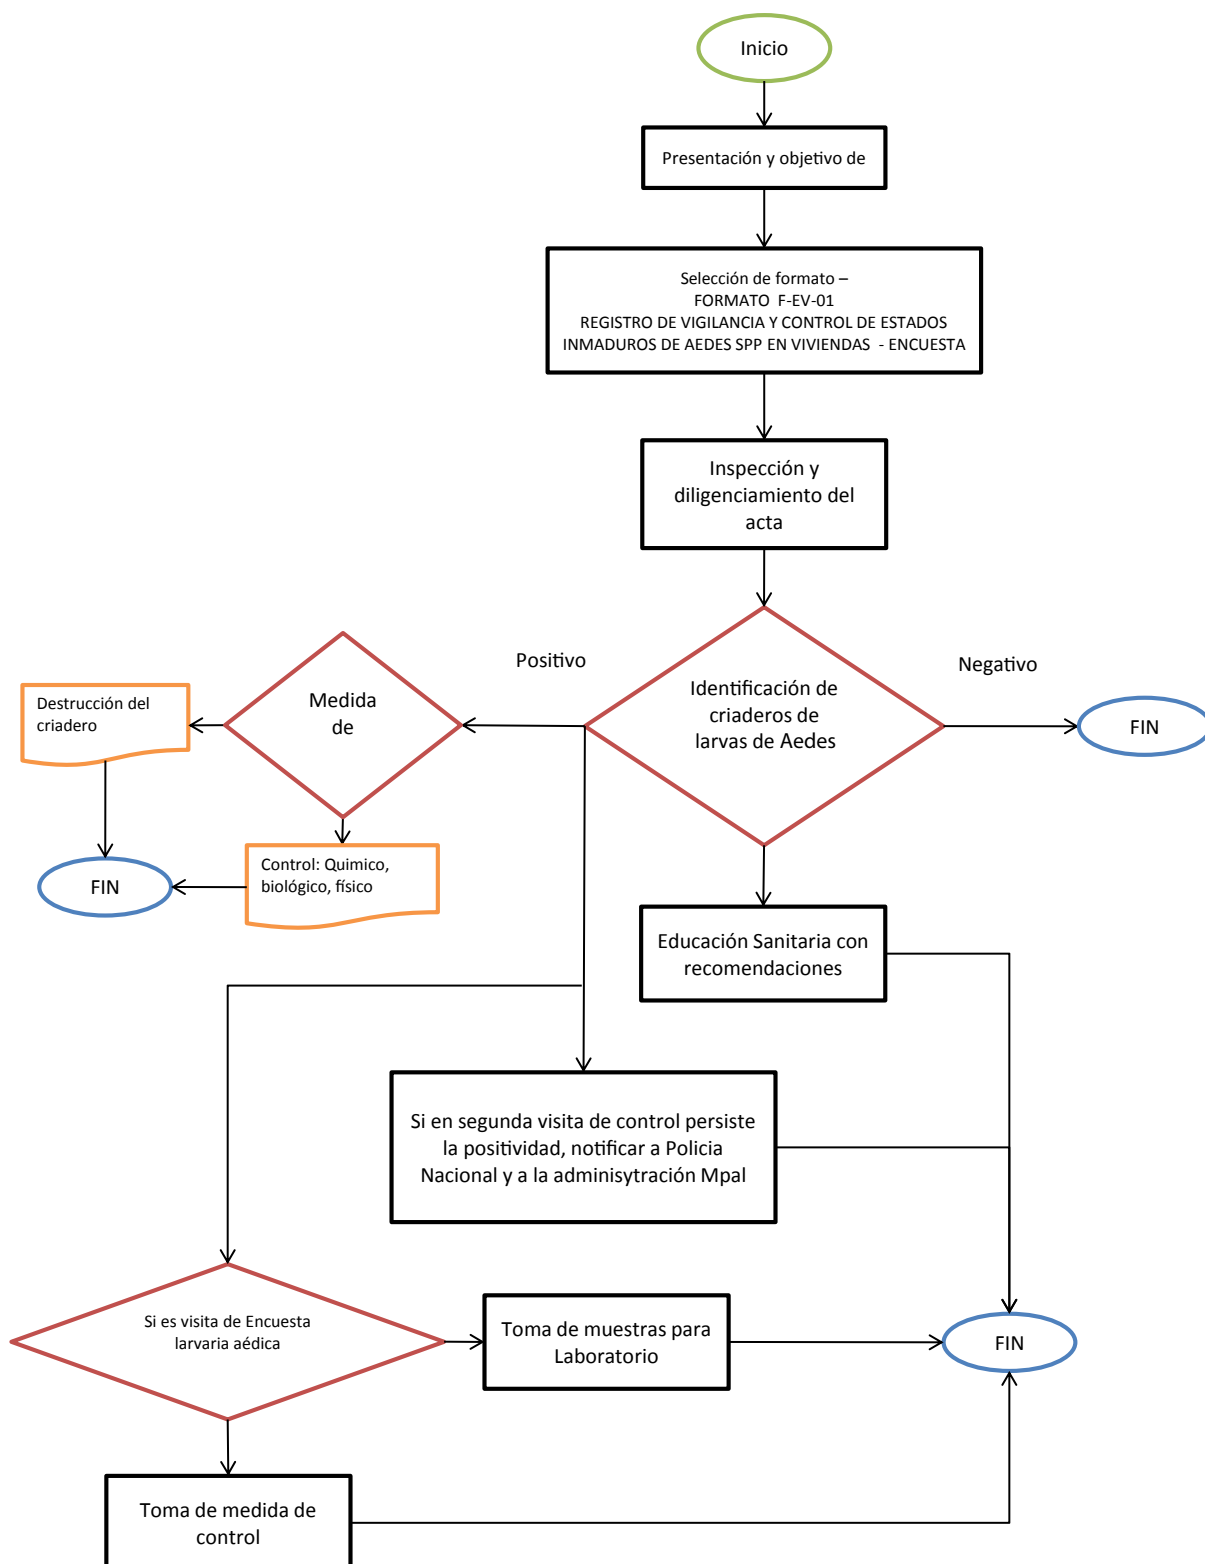 Inicio
Presentación y objetivo de
Selección de formato –
FORMATO F-EV-01
REGISTRO DE VIGILANCIA Y CONTROL DE ESTADOS
INMADUROS DE AEDES SPP EN VIVIENDAS - ENCUESTA
Inspección y
diligenciamiento del
acta
Positivo
Negativo
Identificación de
criaderos de
larvas de Aedes
Medida
de
Destrucción del
criadero
FIN
Control: Quimico,
biológico, físico
FIN
Educación Sanitaria con
recomendaciones
Si en segunda visita de control persiste
la positividad, notificar a Policia
Nacional y a la adminisytración Mpal
Si es visita de Encuesta
larvaria aédica
Toma de muestras para
Laboratorio
FIN
Toma de medida de
control